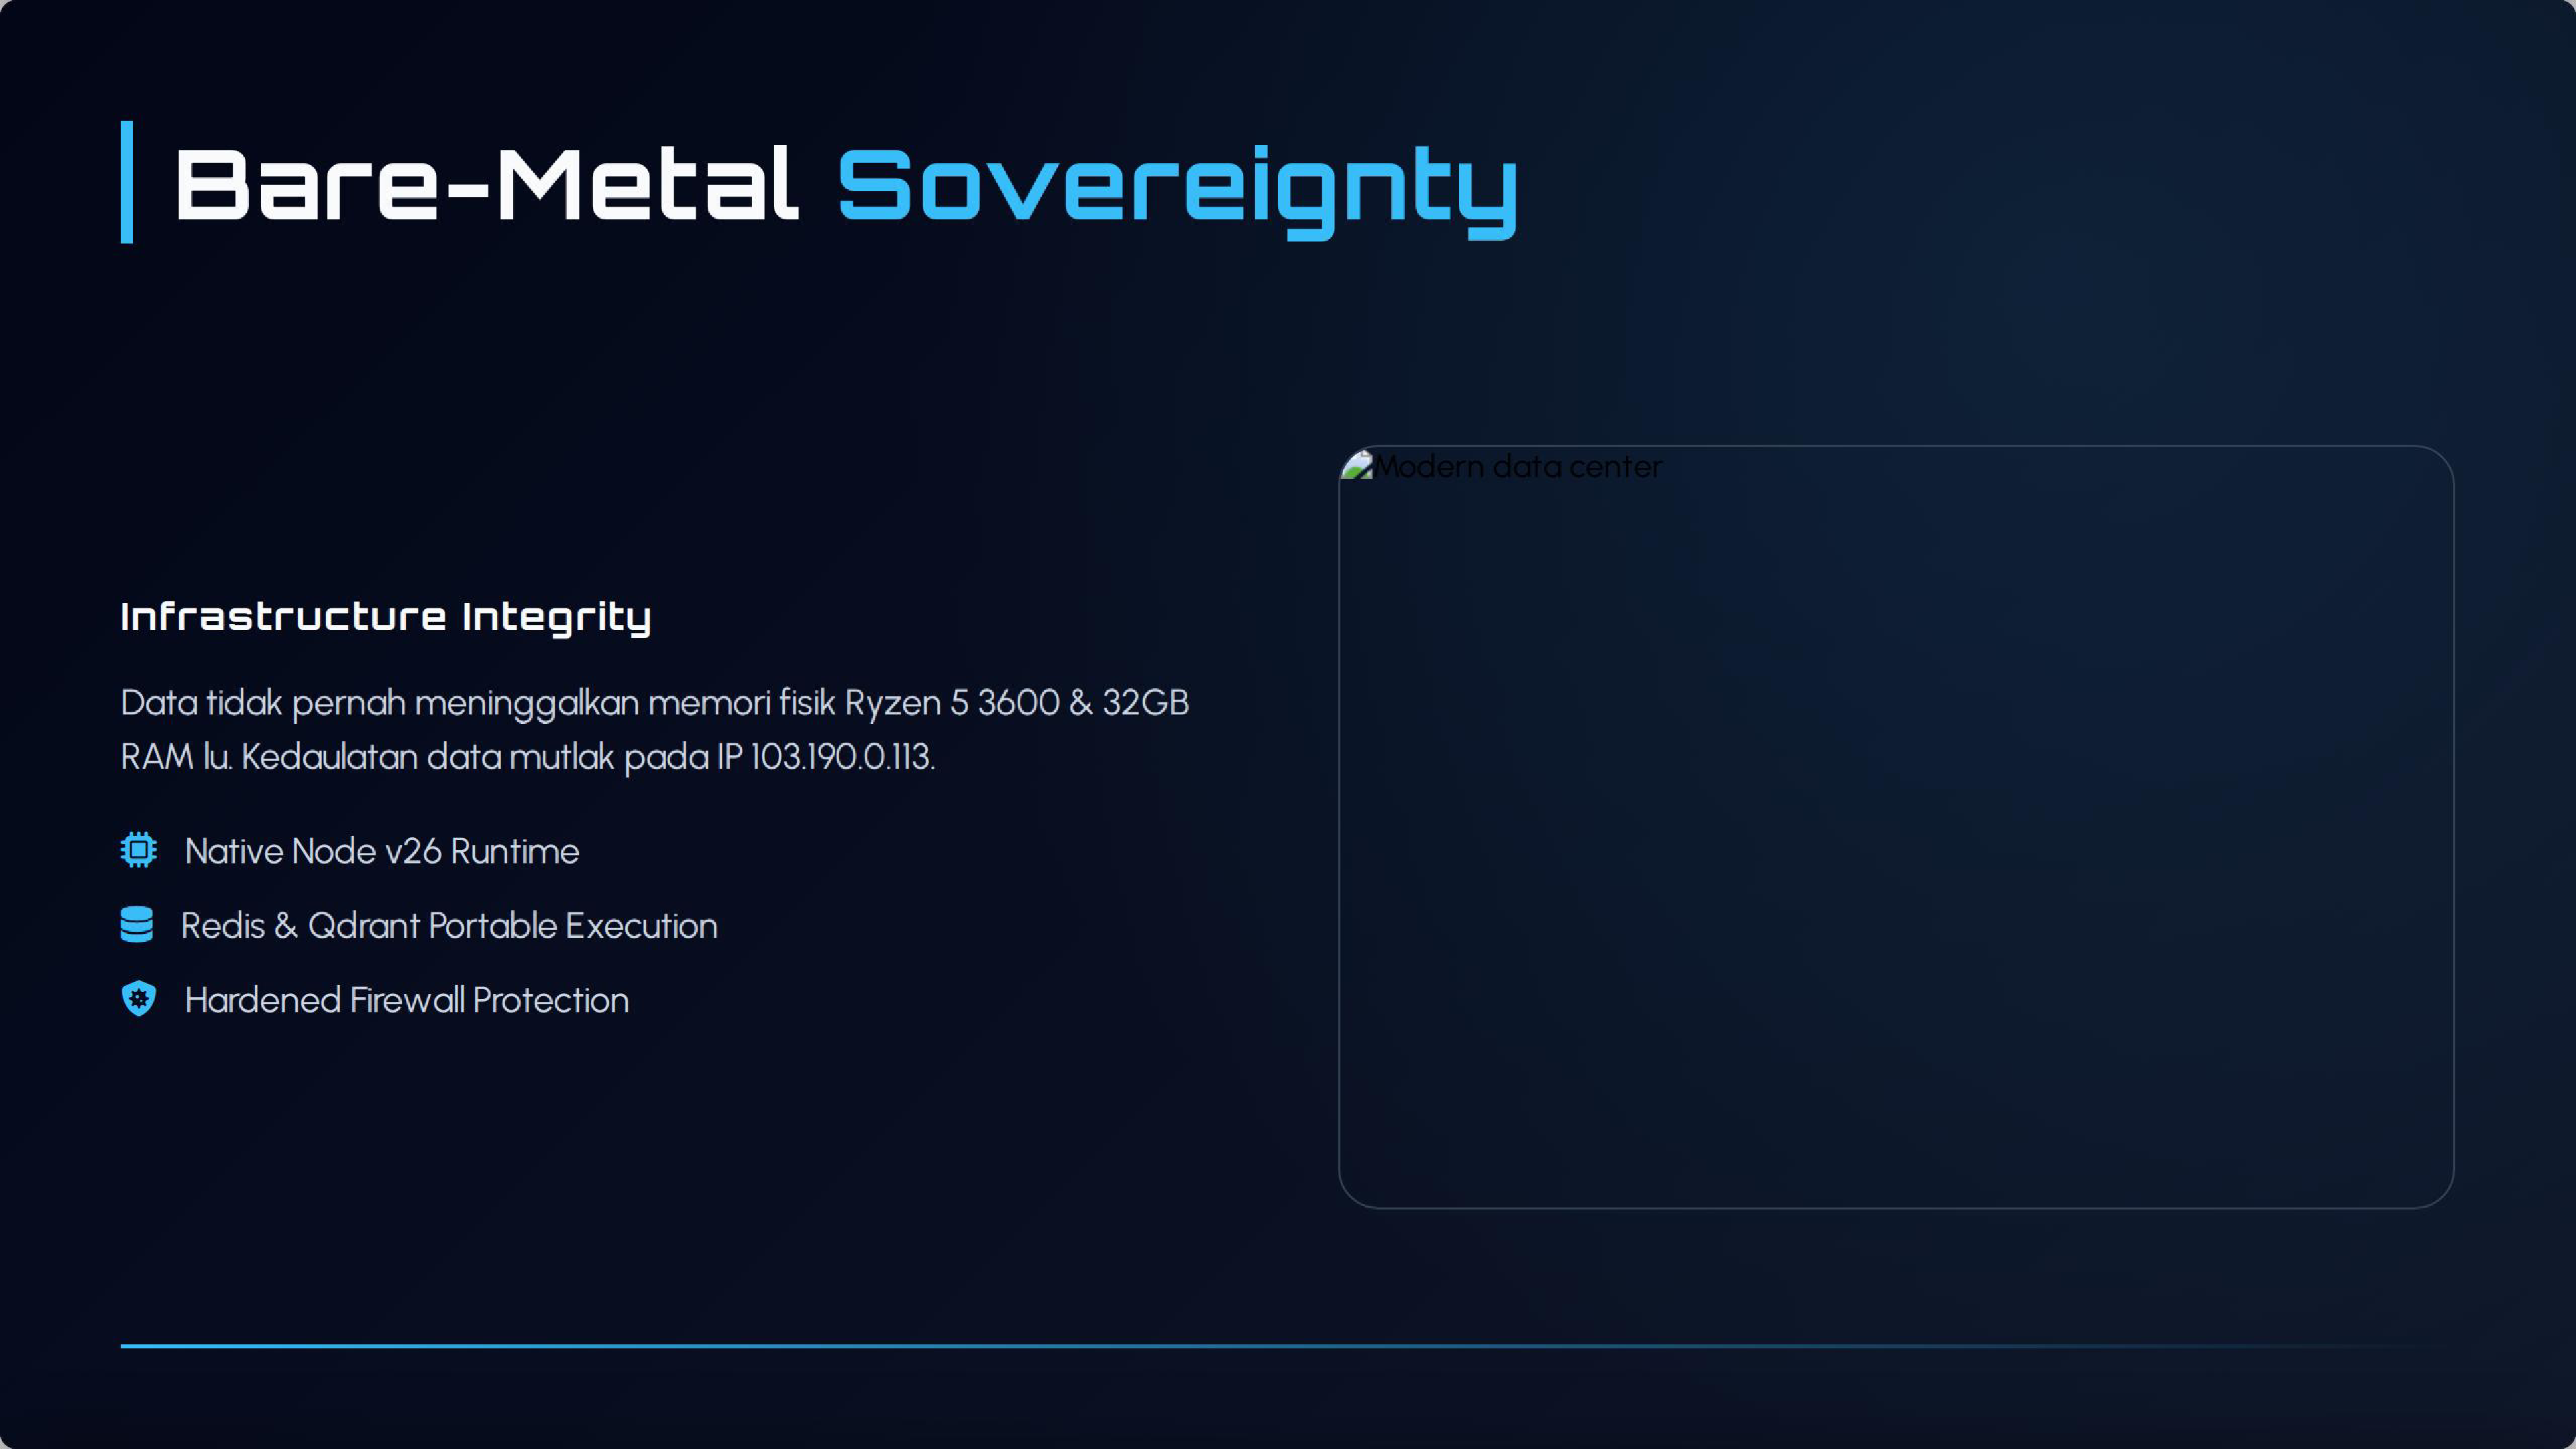 Bare-Metal Sovereignty
Modern data center
Infrastructure Integrity
Data tidak pernah meninggalkan memori fisik Ryzen 5 3600 & 32GB
RAM lu. Kedaulatan data mutlak pada IP 103.190.0.113.
Native Node v26 Runtime
Redis & Qdrant Portable Execution
Hardened Firewall Protection